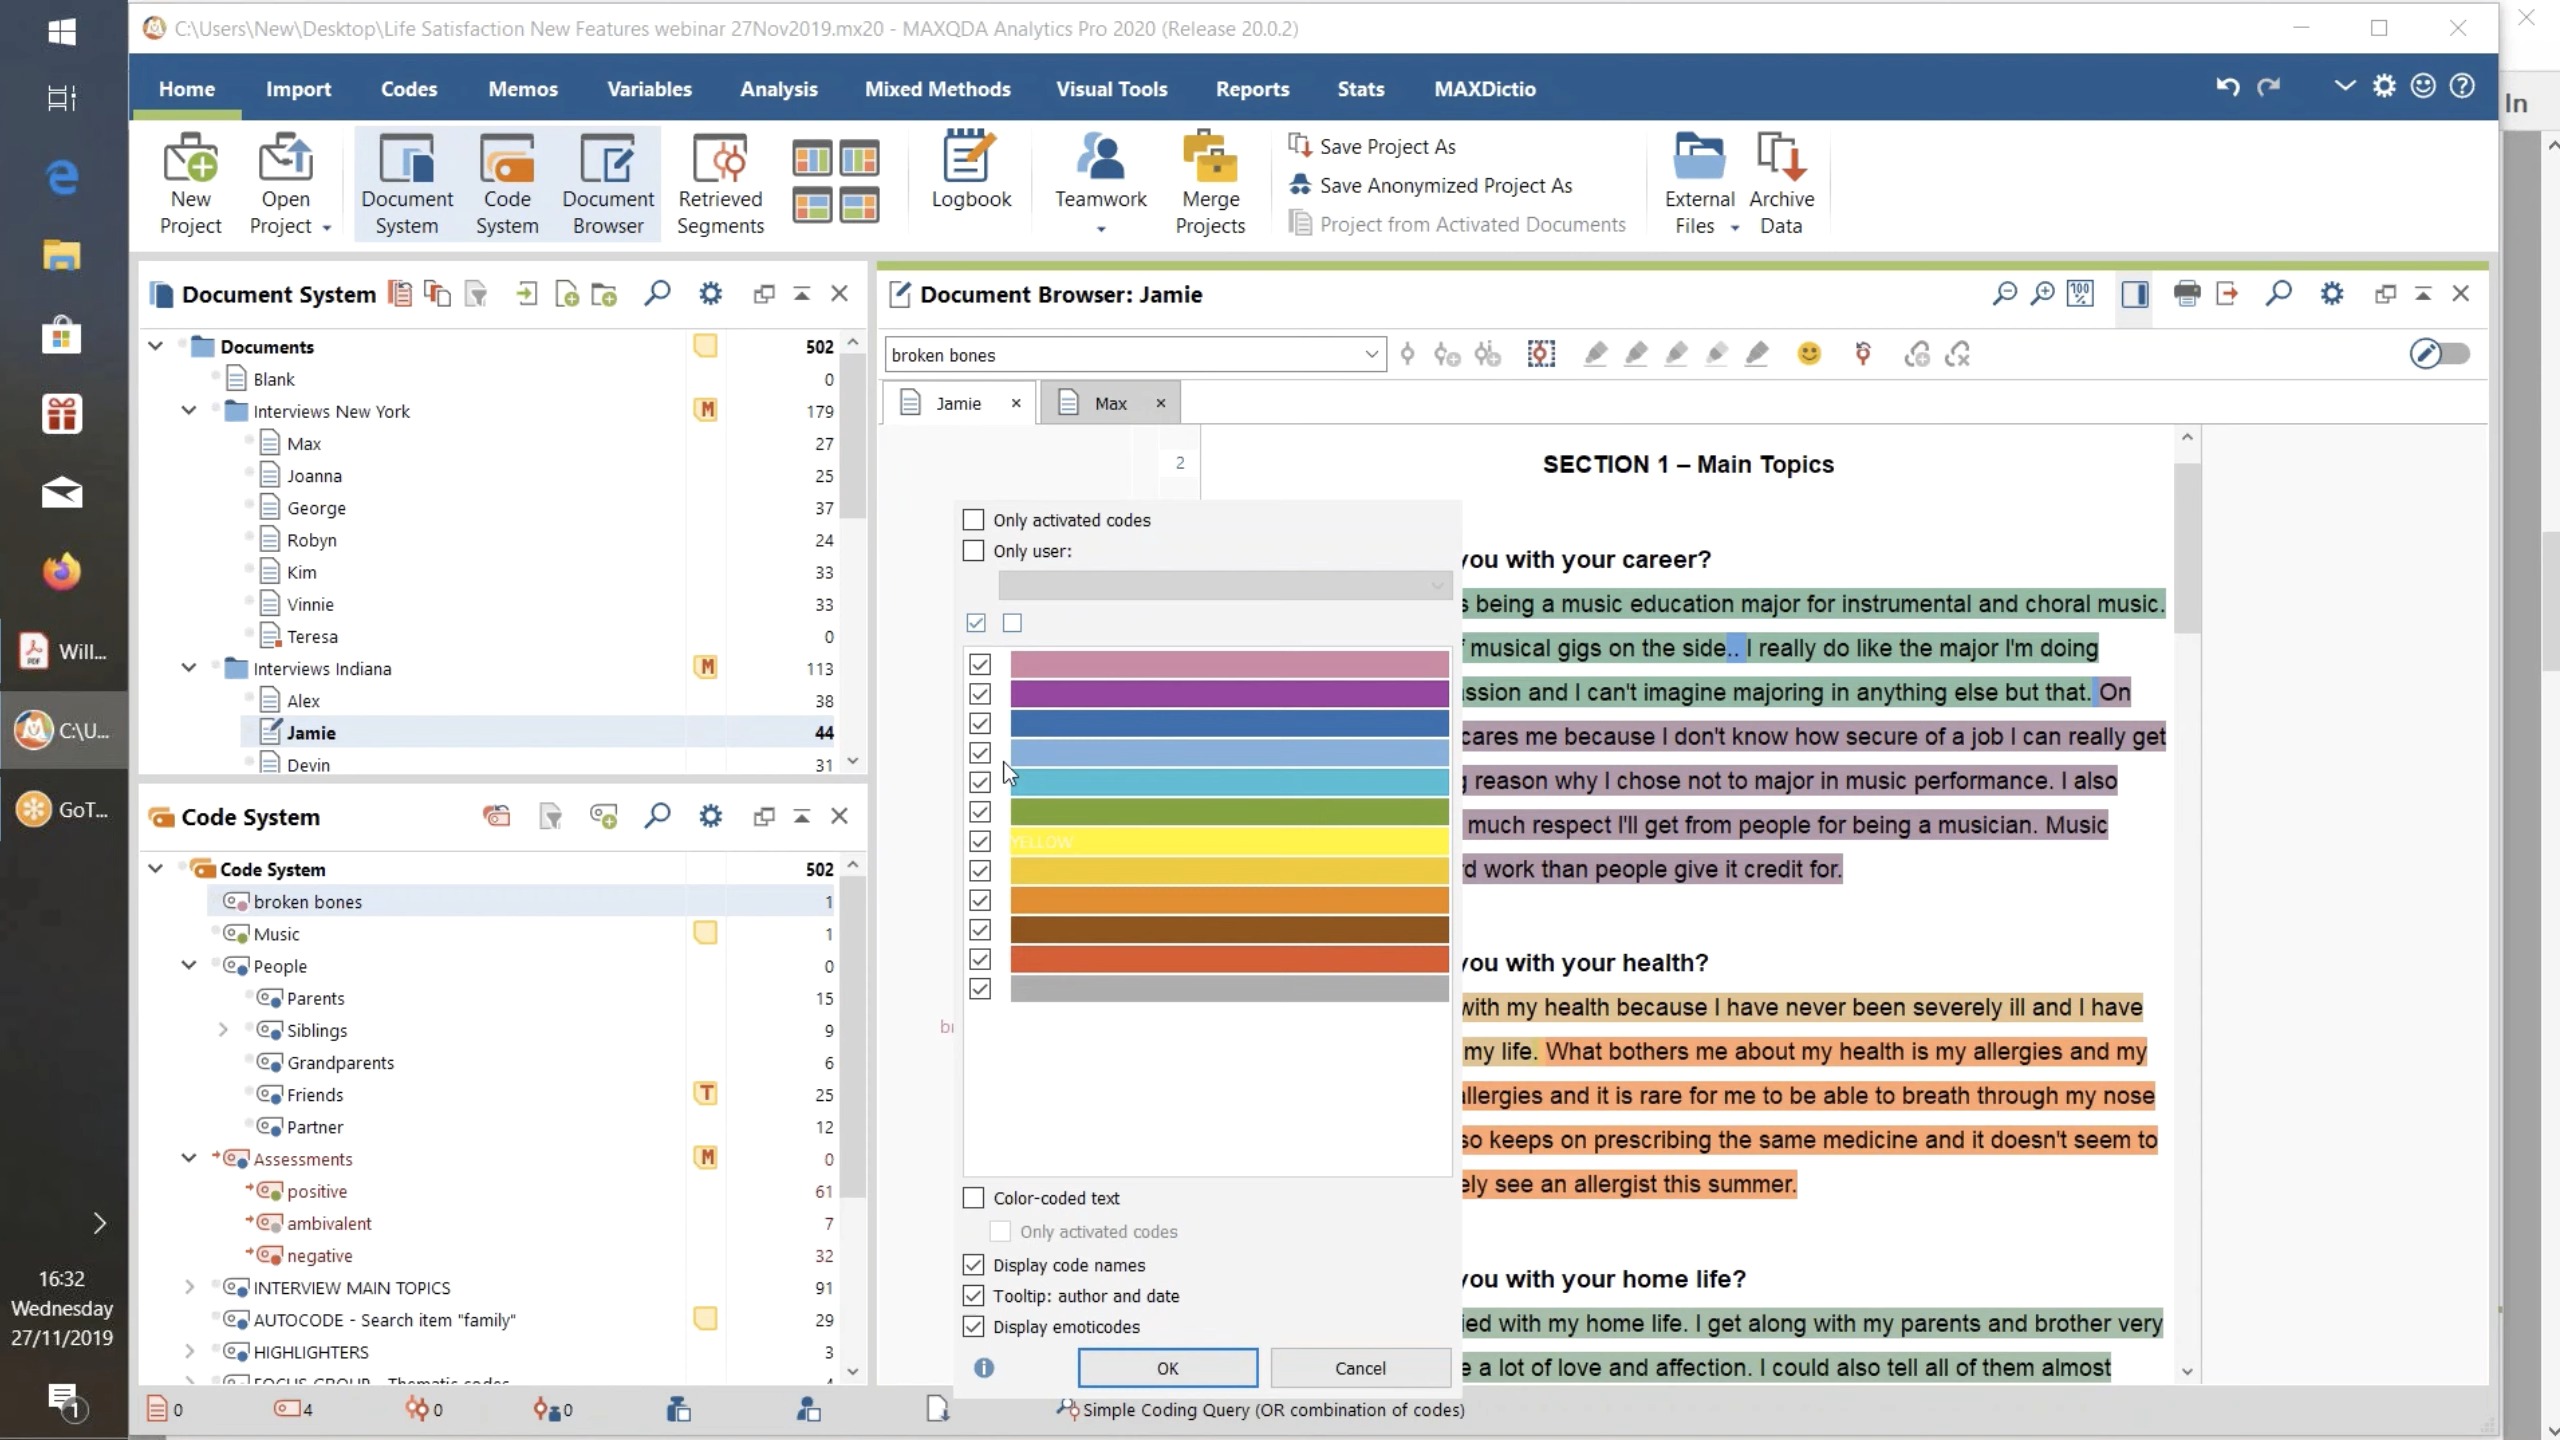 C:\Users\New\Desktop\Life Satisfaction New Features webinar 27Nov2019.mx20 - MAXQDA Analytics Pro 2020 (Release 20.0.2)
Home Import Codes Memos Variables Analysis Mixed Methods Visual Tools Reports Stats MAXDictio
In
New Project
Open Project
Document System
Code System
Document Browser
Retrieved Segments
Logbook
Teamwork
Merge Projects
Save Project As
Save Anonymized Project As
Project from Activated Documents
External Files
Archive Data
Document System
Documents 502
Blank 0
Interviews New York M 179
Max 27
Joanna 25
George 37
Robyn 24
Kim 33
Vinnie 33
Teresa 0
Interviews Indiana M 113
Alex 38
Jamie 44
Devin 31
Code System
Code System 502
broken bones 1
Music 1
People 0
Parents 15
Siblings 9
Grandparents 6
Friends T 25
Partner 12
Assessments M 0
positive 61
ambivalent 7
negative 32
INTERVIEW MAIN TOPICS 91
AUTOCODE - Search item "family" 29
HIGHLIGHTERS 3
FOCUS GROUP - Thematic codes
Document Browser: Jamie
100 %
broken bones
Jamie × Max ×
2
SECTION 1 – Main Topics
you with your career?
s being a music education major for instrumental and choral music.
f musical gigs on the side.. I really do like the major I'm doing
ssion and I can't imagine majoring in anything else but that. On
cares me because I don't know how secure of a job I can really get
g reason why I chose not to major in music performance. I also
much respect I'll get from people for being a musician. Music
rd work than people give it credit for.
you with your health?
with my health because I have never been severely ill and I have
my life. What bothers me about my health is my allergies and my
allergies and it is rare for me to be able to breath through my nose
so keeps on prescribing the same medicine and it doesn't seem to
ely see an allergist this summer.
you with your home life?
ied with my home life. I get along with my parents and brother very
e a lot of love and affection. I could also tell all of them almost
br
Only activated codes
Only user:
YELLOW
Color-coded text
Only activated codes
Display code names
Tooltip: author and date
Display emoticodes
OK Cancel
0 4 0 0 Simple Coding Query (OR combination of codes)
Will...
C:\U...
GoT...
16:32
Wednesday
27/11/2019
1